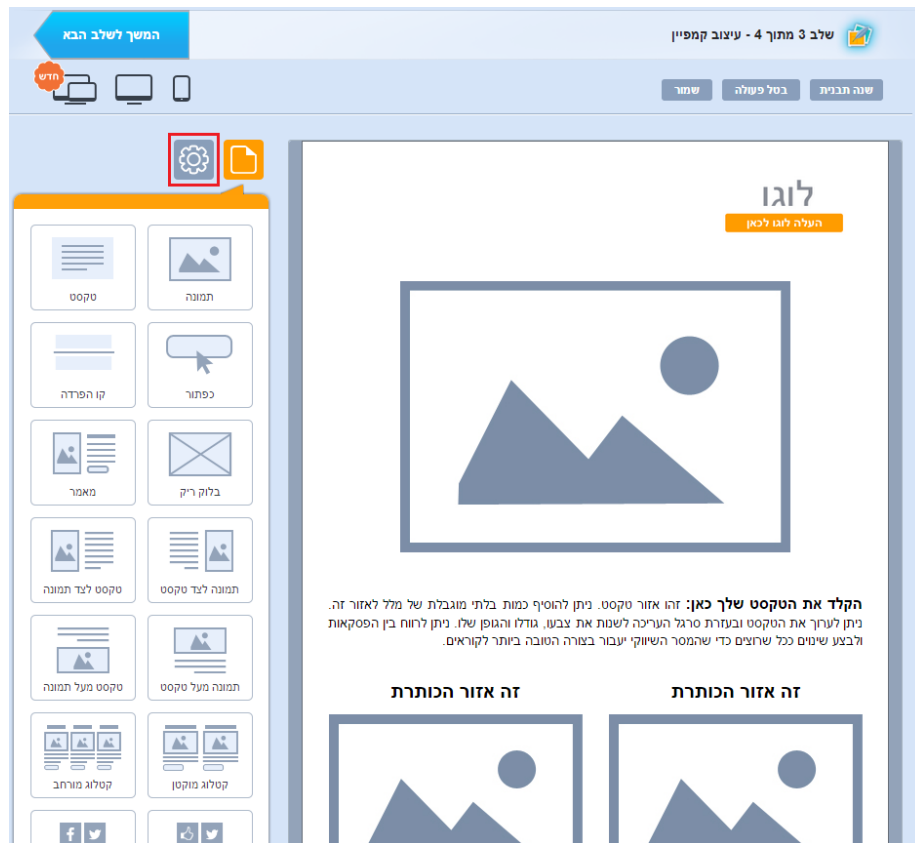 שלב 3 מתוך 4 - עיצוב קמפיין
המשך לשלב הבא
שנה תבנית
בטל פעולה
שמור
חדש
תמונה
טקסט
כפתור
קו הפרדה
בלוק ריק
מאמר
תמונה לצד טקסט
טקסט לצד תמונה
תמונה מעל טקסט
טקסט מעל תמונה
קטלוג מוקטן
קטלוג מורחב
לוגו
העלה לוגו לכאן
הקלד את הטקסט שלך כאן: זהו אזור טקסט. ניתן להוסיף כמות בלתי מוגבלת של מלל לאזור זה.
ניתן לערוך את הטקסט ובעזרת סרגל העריכה לשנות את צבעו, גודלו והגופן שלו. ניתן לרווח בין הפסקאות
ולבצע שינוים ככל שרוצים כדי שהמסר השיווקי יעבור בצורה הטובה ביותר לקוראים.
זה אזור הכותרת
זה אזור הכותרת